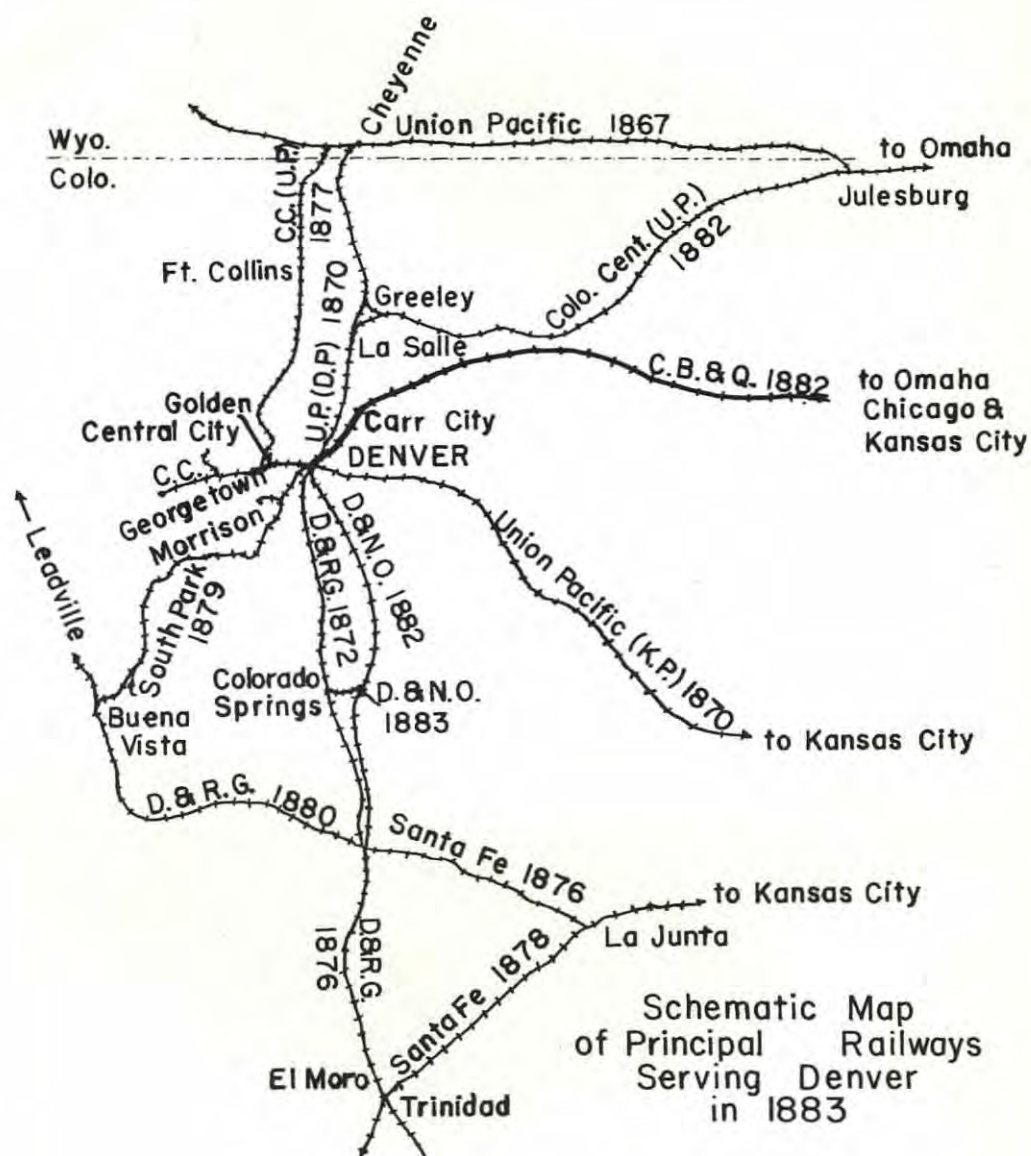 Cheyenne
Union Pacific 1867
Wyo.
Colo.
to Omaha
Julesburg
C.C. (U.P.)
1877
Colo. Cent. (U.P.)
1882
Ft. Collins
U.P. (D.P.) 1870
Greeley
La Salle
C.B.&Q. 1882
to Omaha
Chicago &
Kansas City
Golden
Central City
Carr City
DENVER
C.C.
Georgetown
Morrison
Leadville
South Park
1879
D.&R.G. 1872
D.&N.O. 1882
Union Pacific (K.P.) 1870
Colorado
Springs
D.&N.O.
1883
Buena
Vista
to Kansas City
D. & R.G. 1880
Santa Fe 1876
to Kansas City
La Junta
D.&R.G.
1876
Santa Fe 1878
El Moro
Trinidad
Schematic Map
of Principal Railways
Serving Denver
in 1883